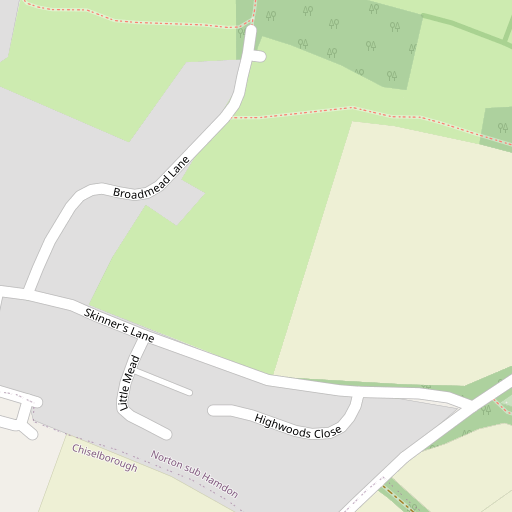 Broadmead Lane
Skinner's Lane
Little Mead
Highwoods Close
Chiselborough
Norton sub Hamdon